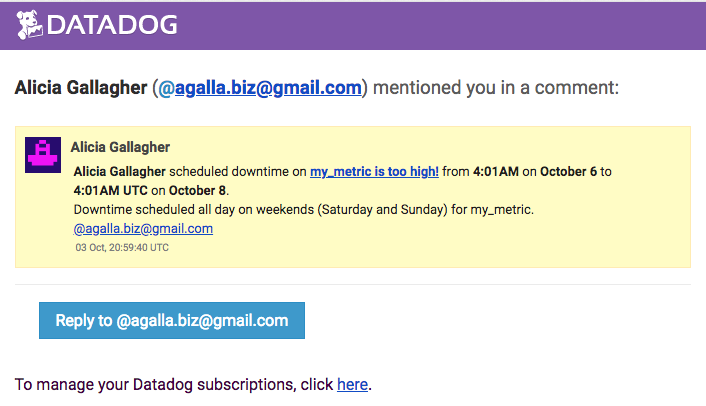 DATADOG
Alicia Gallagher (@agalla.biz@gmail.com) mentioned you in a comment:
Alicia Gallagher
Alicia Gallagher scheduled downtime on my_metric is too high! from 4:01AM on October 6 to
4:01AM UTC on October 8.
Downtime scheduled all day on weekends (Saturday and Sunday) for my_metric.
@agalla.biz@gmail.com
03 Oct, 20:59:40 UTC
Reply to @agalla.biz@gmail.com
To manage your Datadog subscriptions, click here.